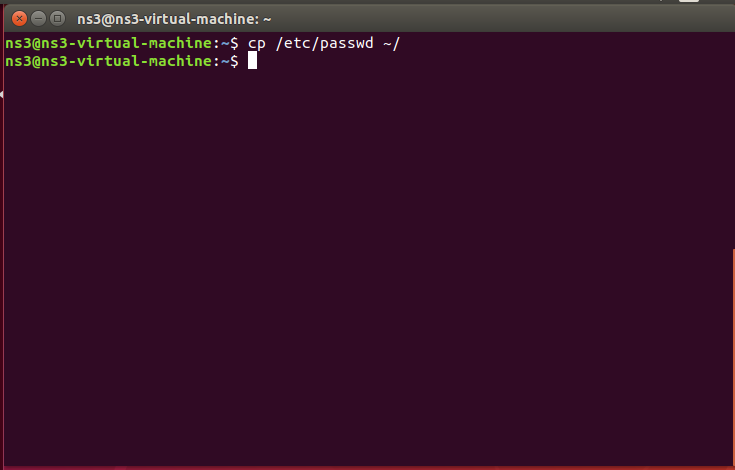 ns3@ns3-virtual-machine: ~
ns3@ns3-virtual-machine:~$ cp /etc/passwd ~/
ns3@ns3-virtual-machine:~$